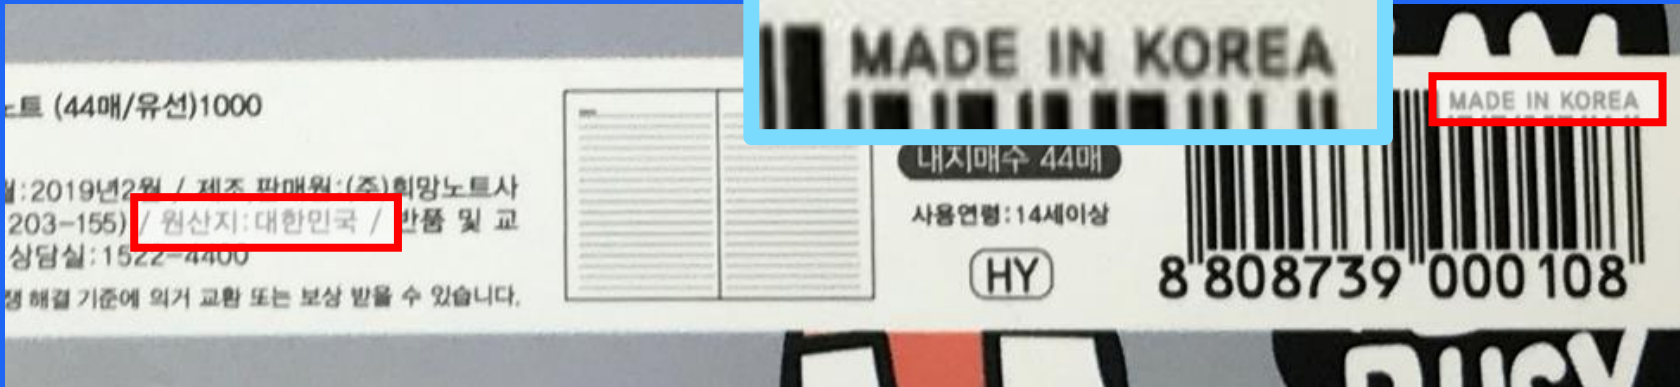 노트 (44매/유선)1000
:2019년2월 / 제조 판매원:(주)희망노트사
203-155) / 원산지:대한민국 / 반품 및 교
상담실:1522-4400
해결 기준에 의거 교환 또는 보상 받을 수 있습니다.
MADE IN KOREA
내지매수 44매
사용연령:14세이상
HY
MADE IN KOREA
8 808739 000108